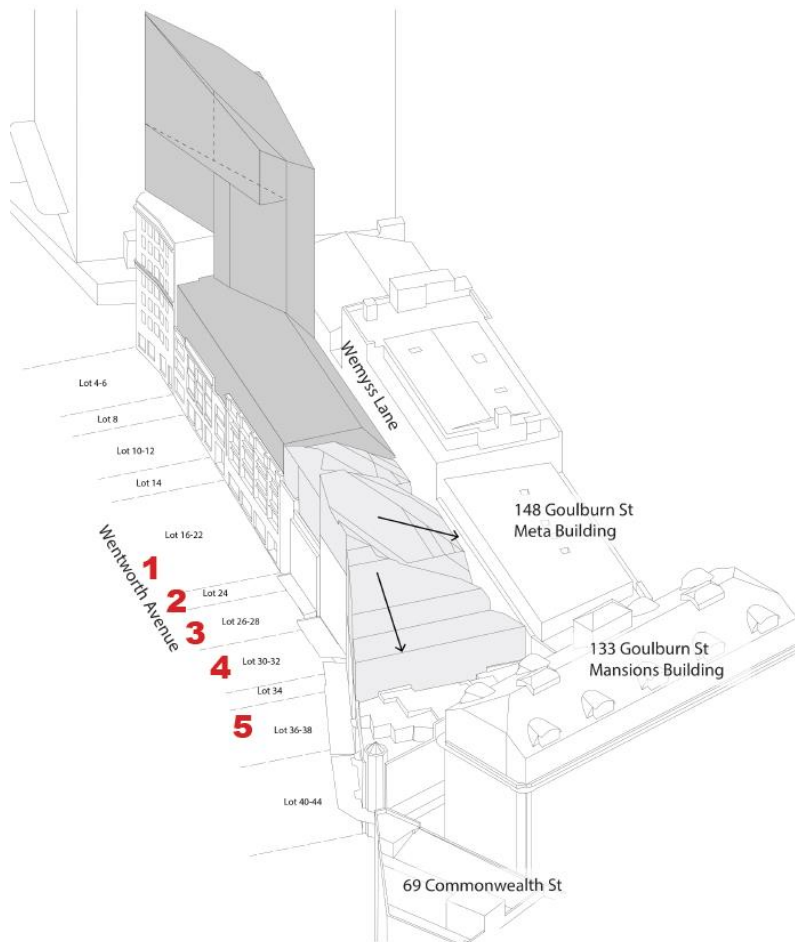 Wemyss Lane
Lot 4-6
Lot 8
Lot 10-12
Lot 14
148 Goulburn St
Meta Building
Lot 16-22
Wentworth Avenue
1
Lot 24
2
Lot 26-28
3
133 Goulburn St
Mansions Building
Lot 30-32
4
Lot 34
5
Lot 36-38
Lot 40-44
69 Commonwealth St